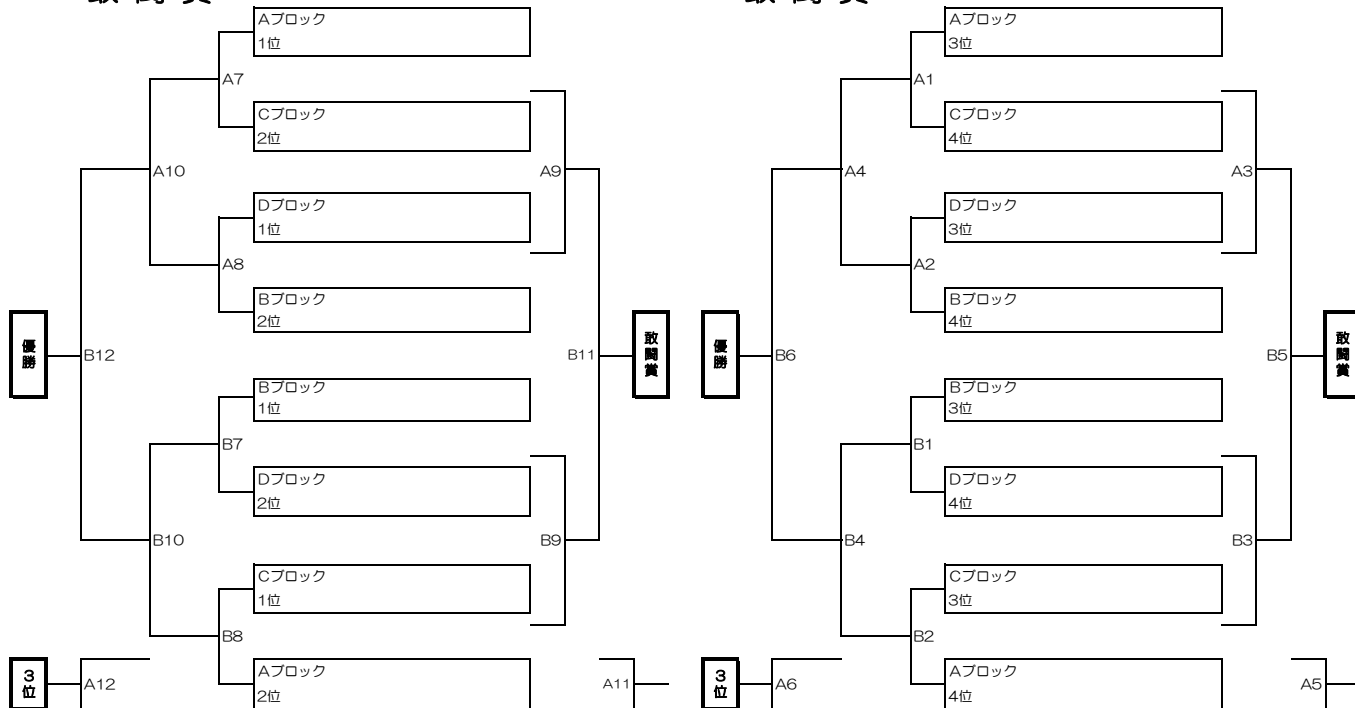 Aブロック
1位
A7
Cブロック
2位
A10
A9
Dブロック
1位
A8
Bブロック
2位
優勝
B12
B11
敢闘賞
Bブロック
1位
B7
Dブロック
2位
B10
B9
Cブロック
1位
B8
3位
A12
Aブロック
2位
A11
Aブロック
3位
A1
Cブロック
4位
A4
A3
Dブロック
3位
A2
Bブロック
4位
優勝
B6
B5
敢闘賞
Bブロック
3位
B1
Dブロック
4位
B4
B3
Cブロック
3位
B2
3位
A6
Aブロック
4位
A5